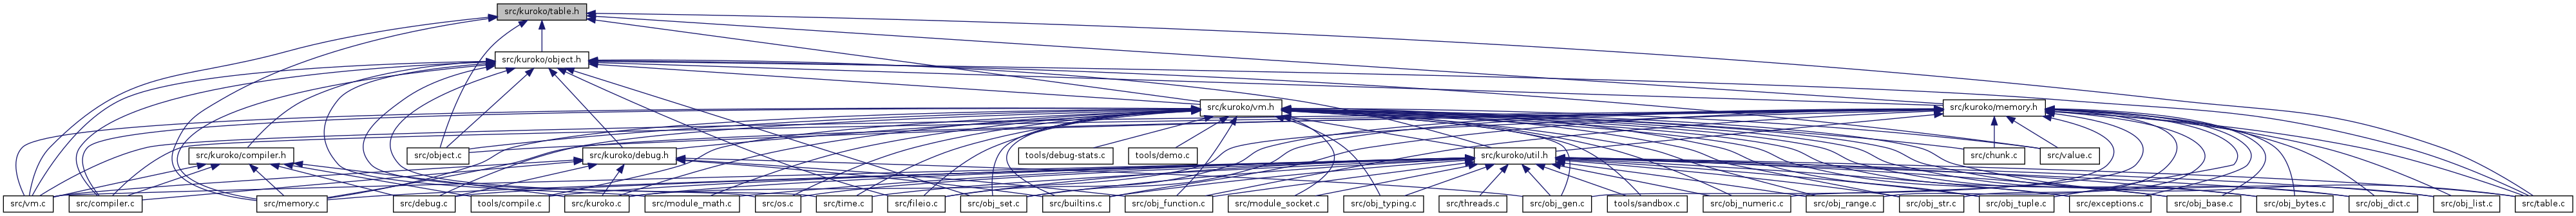 src/kuroko/table.h
src/kuroko/object.h
src/kuroko/vm.h
src/kuroko/memory.h
src/kuroko/compiler.h
src/object.c
src/kuroko/debug.h
tools/debug-stats.c
tools/demo.c
src/kuroko/util.h
src/chunk.c
src/value.c
src/vm.c
src/compiler.c
src/memory.c
src/debug.c
tools/compile.c
src/kuroko.c
src/module_math.c
src/os.c
src/time.c
src/fileio.c
src/obj_set.c
src/builtins.c
src/obj_function.c
src/module_socket.c
src/obj_typing.c
src/threads.c
src/obj_gen.c
tools/sandbox.c
src/obj_numeric.c
src/obj_range.c
src/obj_str.c
src/obj_tuple.c
src/exceptions.c
src/obj_base.c
src/obj_bytes.c
src/obj_dict.c
src/obj_list.c
src/table.c